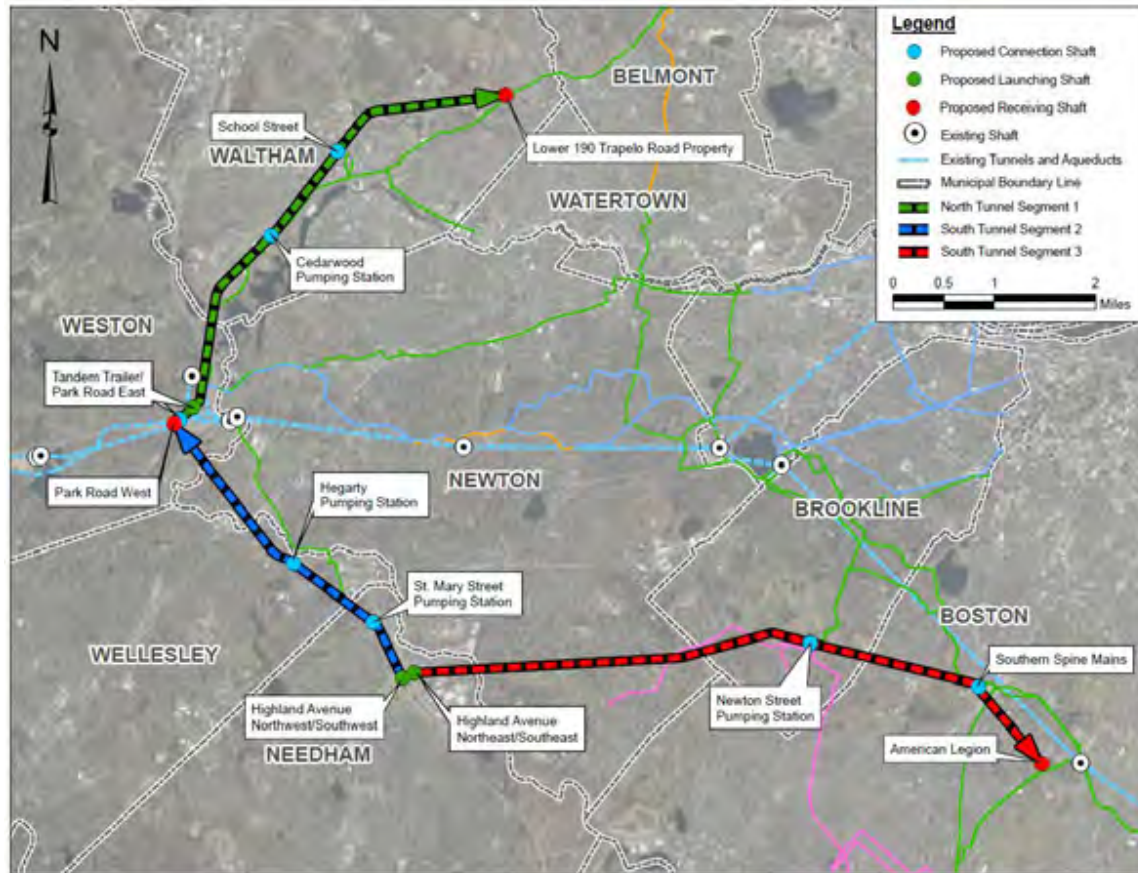 N
BELMONT
School Street
WALTHAM
Lower 190 Trapelo Road Property
WATERTOWN
Cedarwood
Pumping Station
WESTON
Tandem Trailer/
Park Road East
Park Road West
Hegarty
Pumping Station
NEWTON
BROOKLINE
St. Mary Street
Pumping Station
BOSTON
WELLESLEY
Southern Spine Mains
Highland Avenue
Northwest/Southwest
Highland Avenue
Northeast/Southeast
Newton Street
Pumping Station
NEEDHAM
American Legion
Legend
Proposed Connection Shaft
Proposed Launching Shaft
Proposed Receiving Shaft
Existing Shaft
Existing Tunnels and Aqueducts
Municipal Boundary Line
North Tunnel Segment 1
South Tunnel Segment 2
South Tunnel Segment 3
0 0.5 1 2
Miles